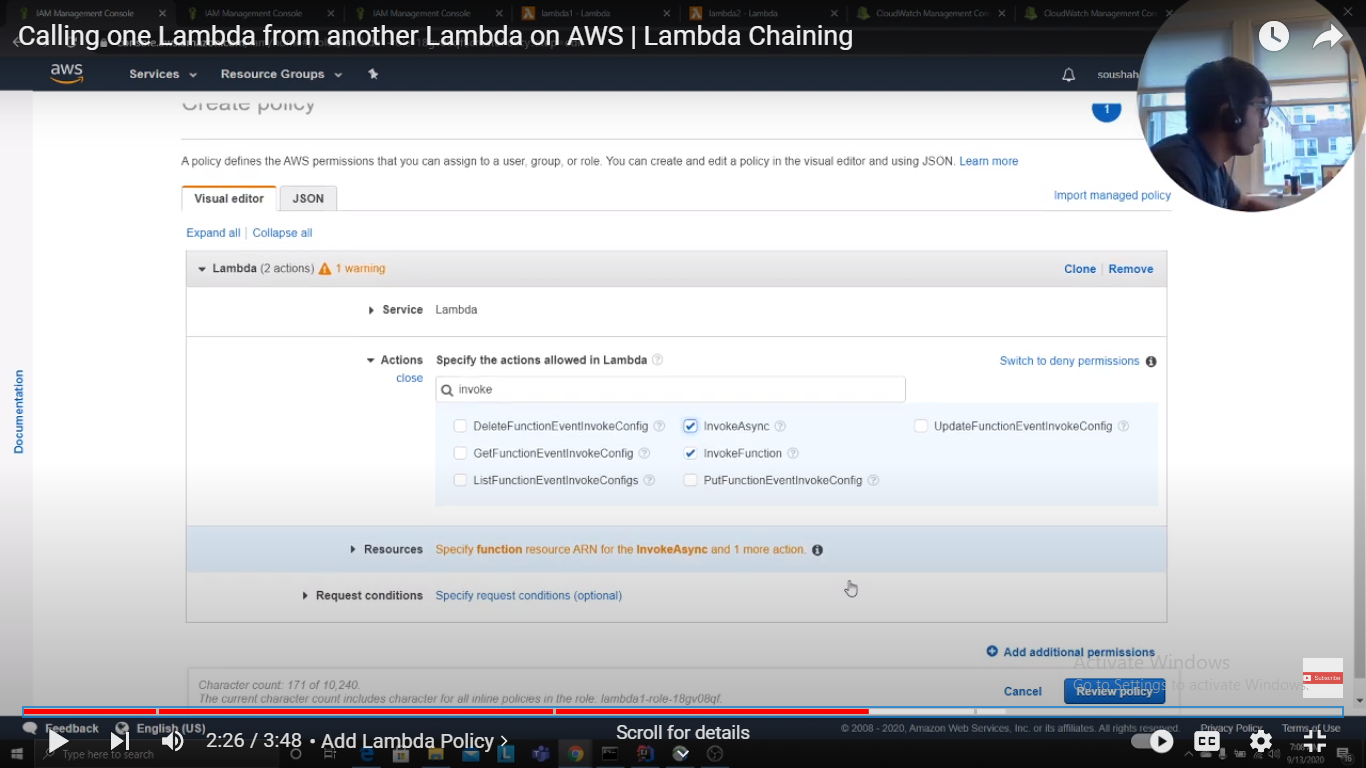 IAM Management Console
IAM Management Console
IAM Management Console
lambda1 - Lambda
lambda2 - Lambda
CloudWatch Management Con
CloudWatch Management Con
Calling one Lambda from another Lambda on AWS | Lambda Chaining
aws
Services
Resource Groups
soushah
Create policy
1
A policy defines the AWS permissions that you can assign to a user, group, or role. You can create and edit a policy in the visual editor and using JSON. Learn more
Visual editor
JSON
Import managed policy
Expand all | Collapse all
Lambda (2 actions) 1 warning
Clone | Remove
Service Lambda
Actions Specify the actions allowed in Lambda
Switch to deny permissions
close
invoke
DeleteFunctionEventInvokeConfig
InvokeAsync
UpdateFunctionEventInvokeConfig
GetFunctionEventInvokeConfig
InvokeFunction
ListFunctionEventInvokeConfigs
PutFunctionEventInvokeConfig
Documentation
Resources Specify function resource ARN for the InvokeAsync and 1 more action.
Request conditions Specify request conditions (optional)
Add additional permissions
Activate Windows
Go to Settings to activate Windows.
Subscribe
Character count: 171 of 10,240.
The current character count includes character for all inline policies in the role: lambda1-role-18gv08qf.
Cancel
Review policy
Feedback
English (US)
© 2008 - 2020, Amazon Web Services, Inc. or its affiliates. All rights reserved.
Privacy Policy
Terms of Use
2:26 / 3:48 • Add Lambda Policy
Scroll for details
CC
Type here to search
9/13/2020